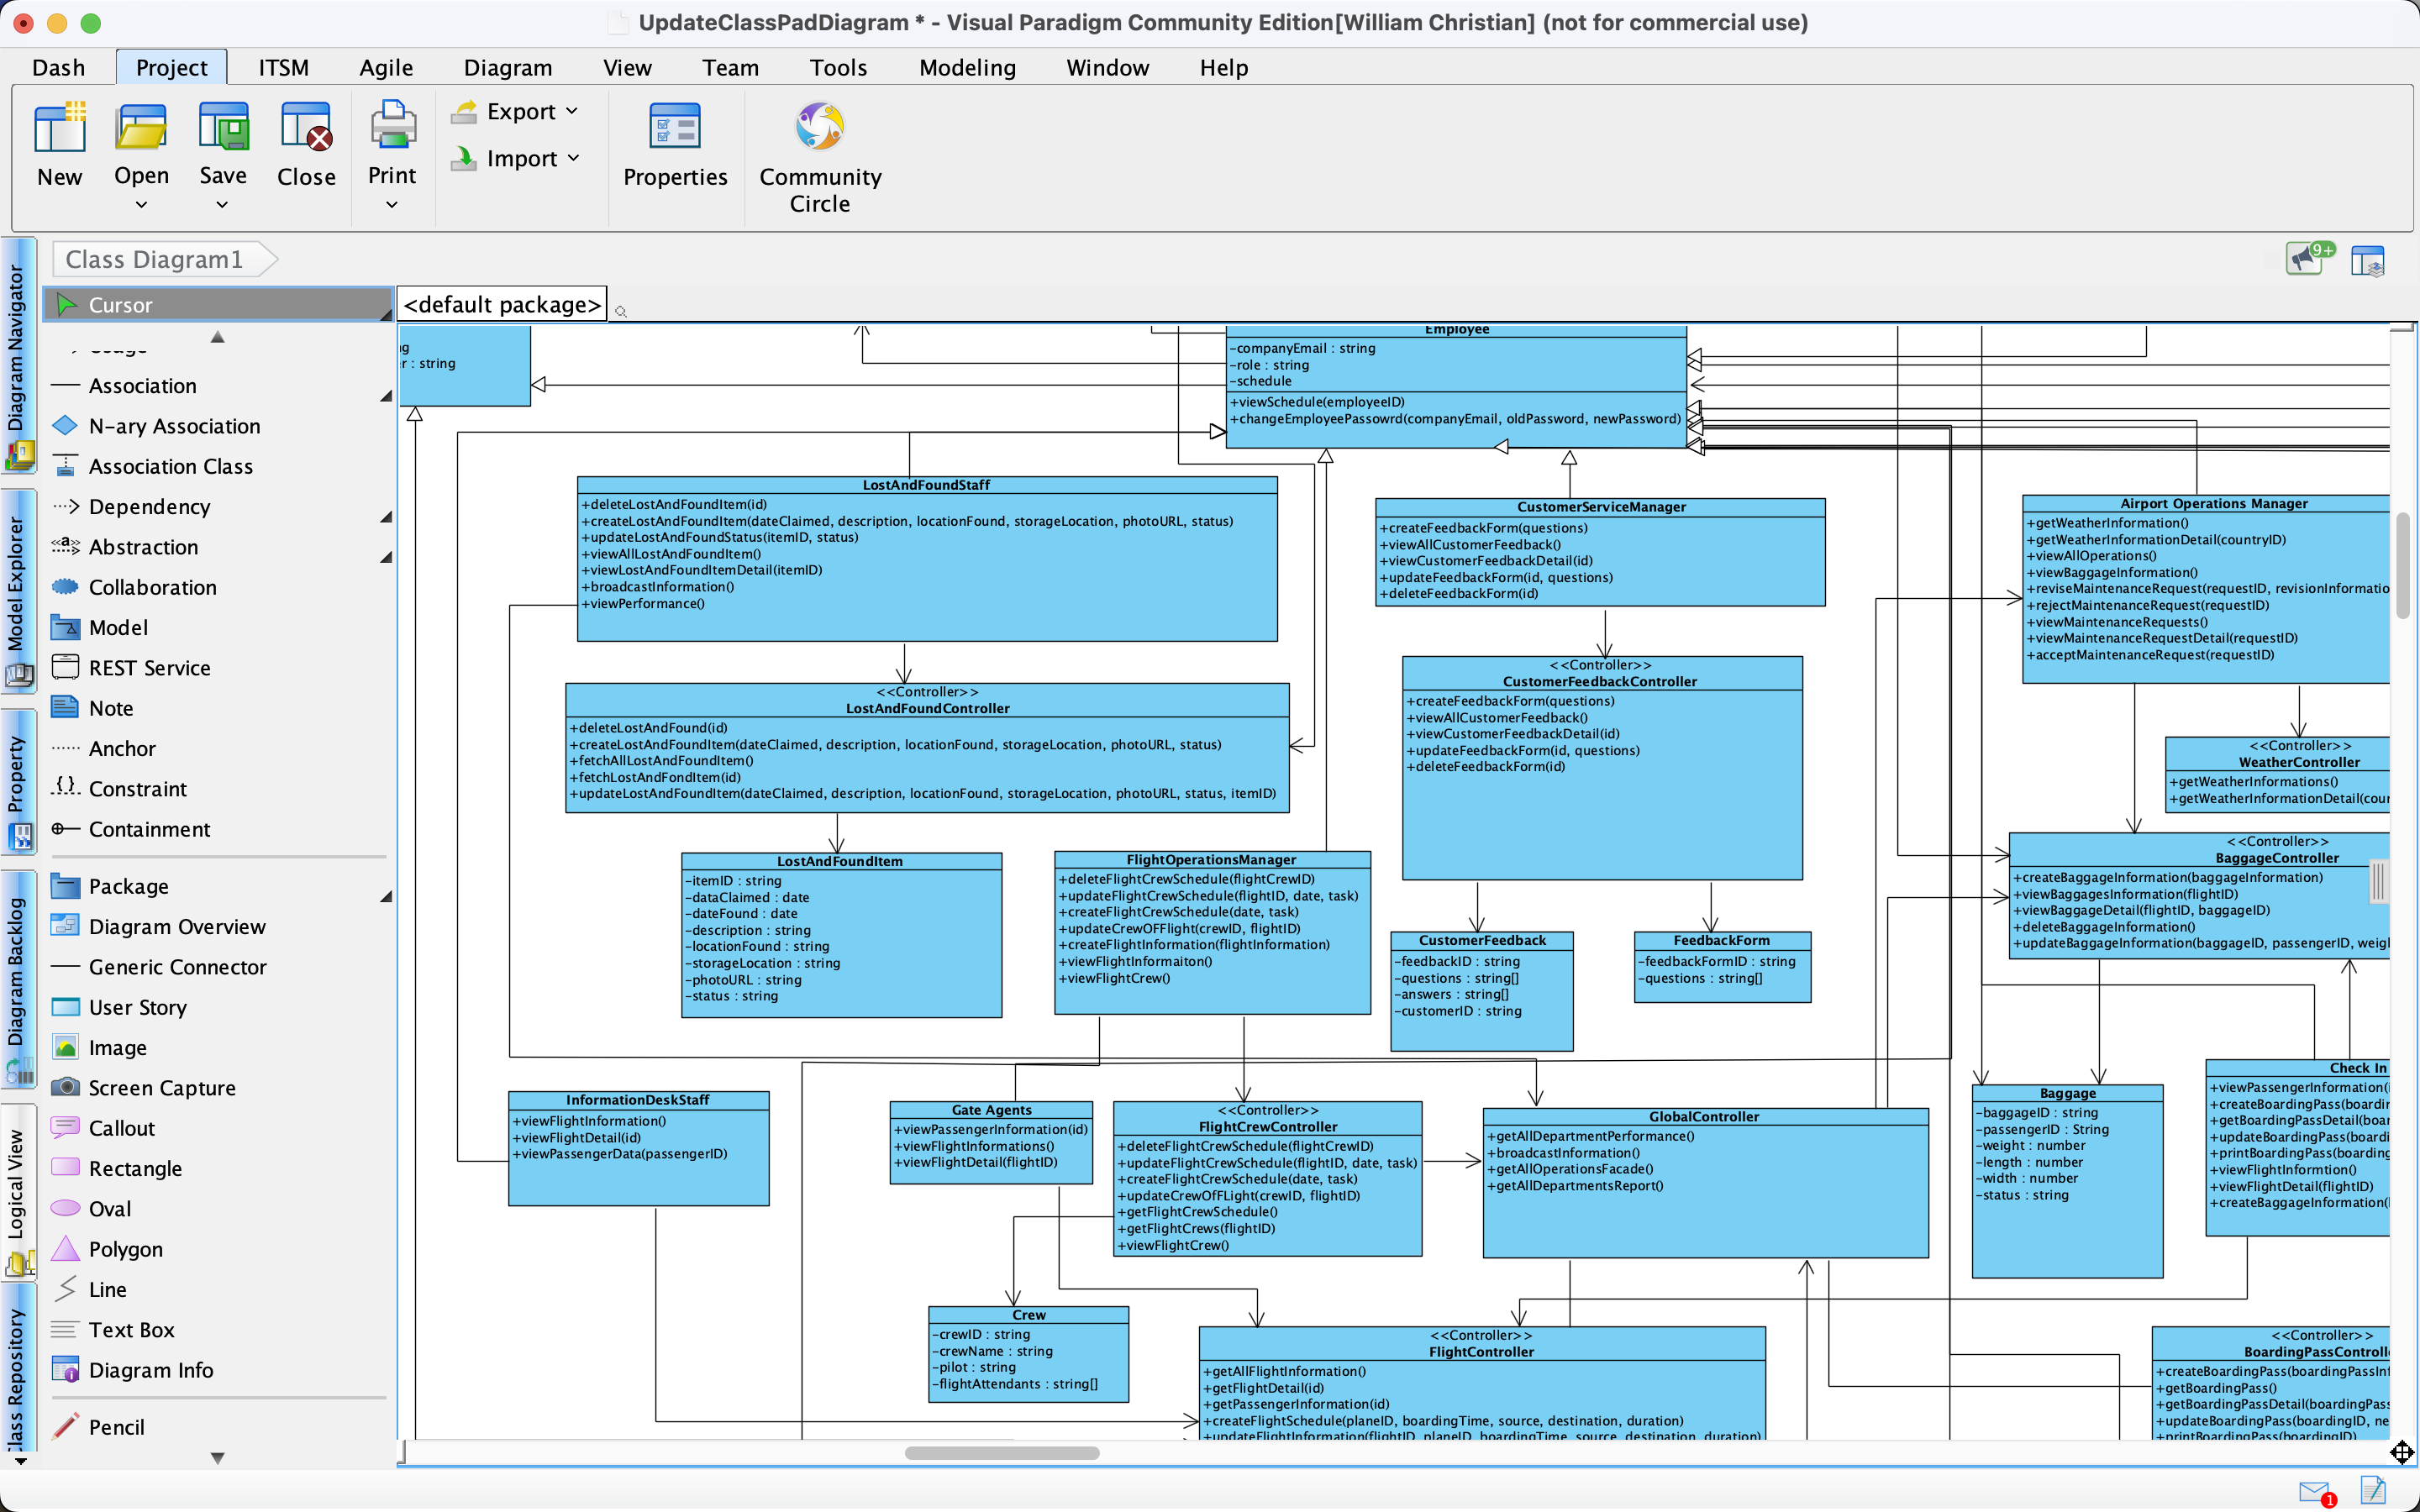 UpdateClassPadDiagram * - Visual Paradigm Community Edition[William Christian] (not for commercial use)
Dash Project ITSM Agile Diagram View Team Tools Modeling Window Help
New Open Save Close Print Export Import Properties Community Circle
Class Diagram1
9+
Diagram Navigator
Model Explorer
Property
Diagram Backlog
Logical View
Class Repository
Cursor
Association
N-ary Association
Association Class
Dependency
Abstraction
Collaboration
Model
REST Service
Note
Anchor
Constraint
Containment
Package
Diagram Overview
Generic Connector
User Story
Image
Screen Capture
Callout
Rectangle
Oval
Polygon
Line
Text Box
Diagram Info
Pencil
<default package>
r : string
Employee
-companyEmail : string
-role : string
-schedule
+viewSchedule(employeeID)
+changeEmployeePassowrd(companyEmail, oldPassword, newPassword)
LostAndFoundStaff
+deleteLostAndFoundItem(id)
+createLostAndFoundItem(dateClaimed, description, locationFound, storageLocation, photoURL, status)
+updateLostAndFoundStatus(itemID, status)
+viewAllLostAndFoundItem()
+viewLostAndFoundItemDetail(itemID)
+broadcastInformation()
+viewPerformance()
CustomerServiceManager
+createFeedbackForm(questions)
+viewAllCustomerFeedback()
+viewCustomerFeedbackDetail(id)
+updateFeedbackForm(id, questions)
+deleteFeedbackForm(id)
Airport Operations Manager
+getWeatherInformation()
+getWeatherInformationDetail(countryID)
+viewAllOperations()
+viewBaggageInformation()
+reviseMaintenanceRequest(requestID, revisionInformatio
+rejectMaintenanceRequest(requestID)
+viewMaintenanceRequests()
+viewMaintenanceRequestDetail(requestID)
+acceptMaintenanceRequest(requestID)
<<Controller>>
LostAndFoundController
+deleteLostAndFound(id)
+createLostAndFoundItem(dateClaimed, description, locationFound, storageLocation, photoURL, status)
+fetchAllLostAndFoundItem()
+fetchLostAndFondItem(id)
+updateLostAndFoundItem(dateClaimed, description, locationFound, storageLocation, photoURL, status, itemID)
<<Controller>>
CustomerFeedbackController
+createFeedbackForm(questions)
+viewAllCustomerFeedback()
+viewCustomerFeedbackDetail(id)
+updateFeedbackForm(id, questions)
+deleteFeedbackForm(id)
<<Controller>>
WeatherController
+getWeatherInformations()
+getWeatherInformationDetail(cour
<<Controller>>
BaggageController
+createBaggageInformation(baggageInformation)
+viewBaggagesInformation(flightID)
+viewBaggageDetail(flightID, baggageID)
+deleteBaggageInformation()
+updateBaggageInformation(baggageID, passengerID, weigl
LostAndFoundItem
-itemID : string
-dataClaimed : date
-dateFound : date
-description : string
-locationFound : string
-storageLocation : string
-photoURL : string
-status : string
FlightOperationsManager
+deleteFlightCrewSchedule(flightCrewID)
+updateFlightCrewSchedule(flightID, date, task)
+createFlightCrewSchedule(date, task)
+updateCrewOFFlight(crewID, flightID)
+createFlightInformation(flightInformation)
+viewFlightInformaiton()
+viewFlightCrew()
CustomerFeedback
-feedbackID : string
-questions : string[]
-answers : string[]
-customerID : string
FeedbackForm
-feedbackFormID : string
-questions : string[]
InformationDeskStaff
+viewFlightInformation()
+viewFlightDetail(id)
+viewPassengerData(passengerID)
Gate Agents
+viewPassengerInformation(id)
+viewFlightInformations()
+viewFlightDetail(flightID)
<<Controller>>
FlightCrewController
+deleteFlightCrewSchedule(flightCrewID)
+updateFlightCrewSchedule(flightID, date, task)
+createFlightCrewSchedule(date, task)
+updateCrewOfFLight(crewID, flightID)
+getFlightCrewSchedule()
+getFlightCrews(flightID)
+viewFlightCrew()
GlobalController
+getAllDepartmentPerformance()
+broadcastInformation()
+getAllOperationsFacade()
+getAllDepartmentsReport()
Baggage
-baggageID : string
-passengerID : String
-weight : number
-length : number
-width : number
-status : string
Check In
+viewPassengerInformation(i
+createBoardingPass(boardir
+getBoardingPassDetail(boar
+updateBoardingPass(boardi
+printBoardingPass(boarding
+viewFlightInformtion()
+viewFlightDetail(flightID)
+createBaggageInformation(
Crew
-crewID : string
-crewName : string
-pilot : string
-flightAttendants : string[]
<<Controller>>
FlightController
+getAllFlightInformation()
+getFlightDetail(id)
+getPassengerInformation(id)
+createFlightSchedule(planeID, boardingTime, source, destination, duration)
+updateFlightInformation(flightID, planeID, boardingTime, source, destination, duration)
<<Controller>>
BoardingPassControll
+createBoardingPass(boardingPassInf
+getBoardingPass()
+getBoardingPassDetail(boardingPas
+updateBoardingPass(boardingID, ne
+printBoardingPass(boardingID)
1